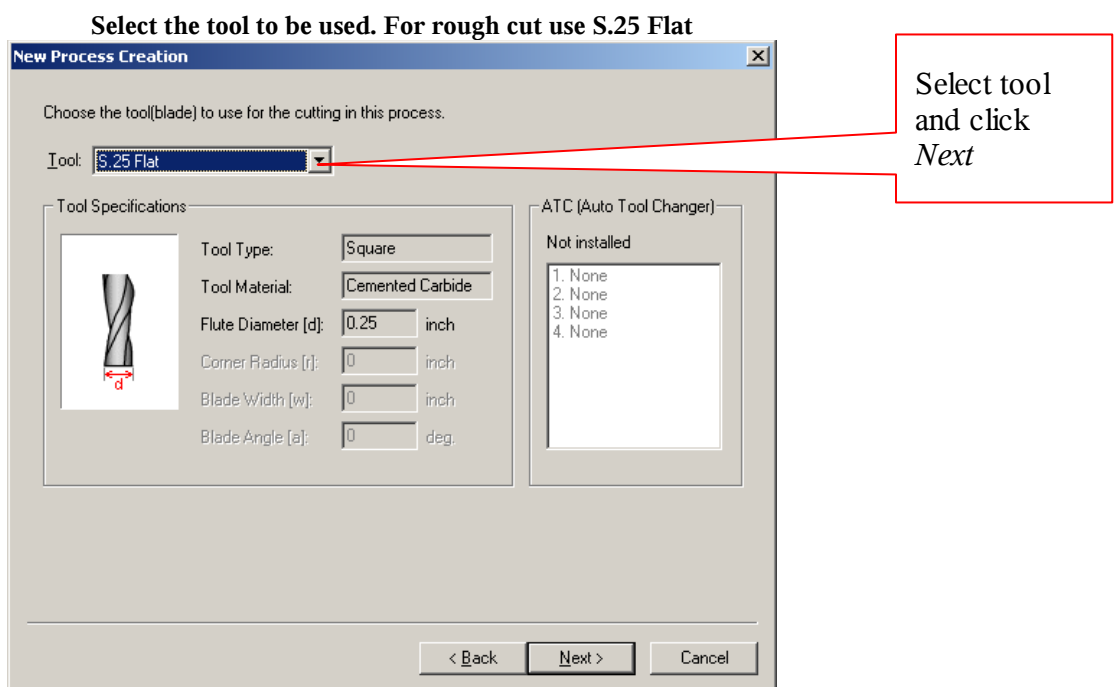 Select the tool to be used. For rough cut use S.25 Flat
New Process Creation
Choose the tool(blade) to use for the cutting in this process.
Tool: S.25 Flat
Select tool
and click
Next
Tool Specifications
Tool Type: Square
Tool Material: Cemented Carbide
Flute Diameter [d]: 0.25 inch
Corner Radius [r]: 0 inch
Blade Width [w]: 0 inch
Blade Angle [a]: 0 deg.
d
ATC (Auto Tool Changer)
Not installed
1. None
2. None
3. None
4. None
< Back
Next >
Cancel